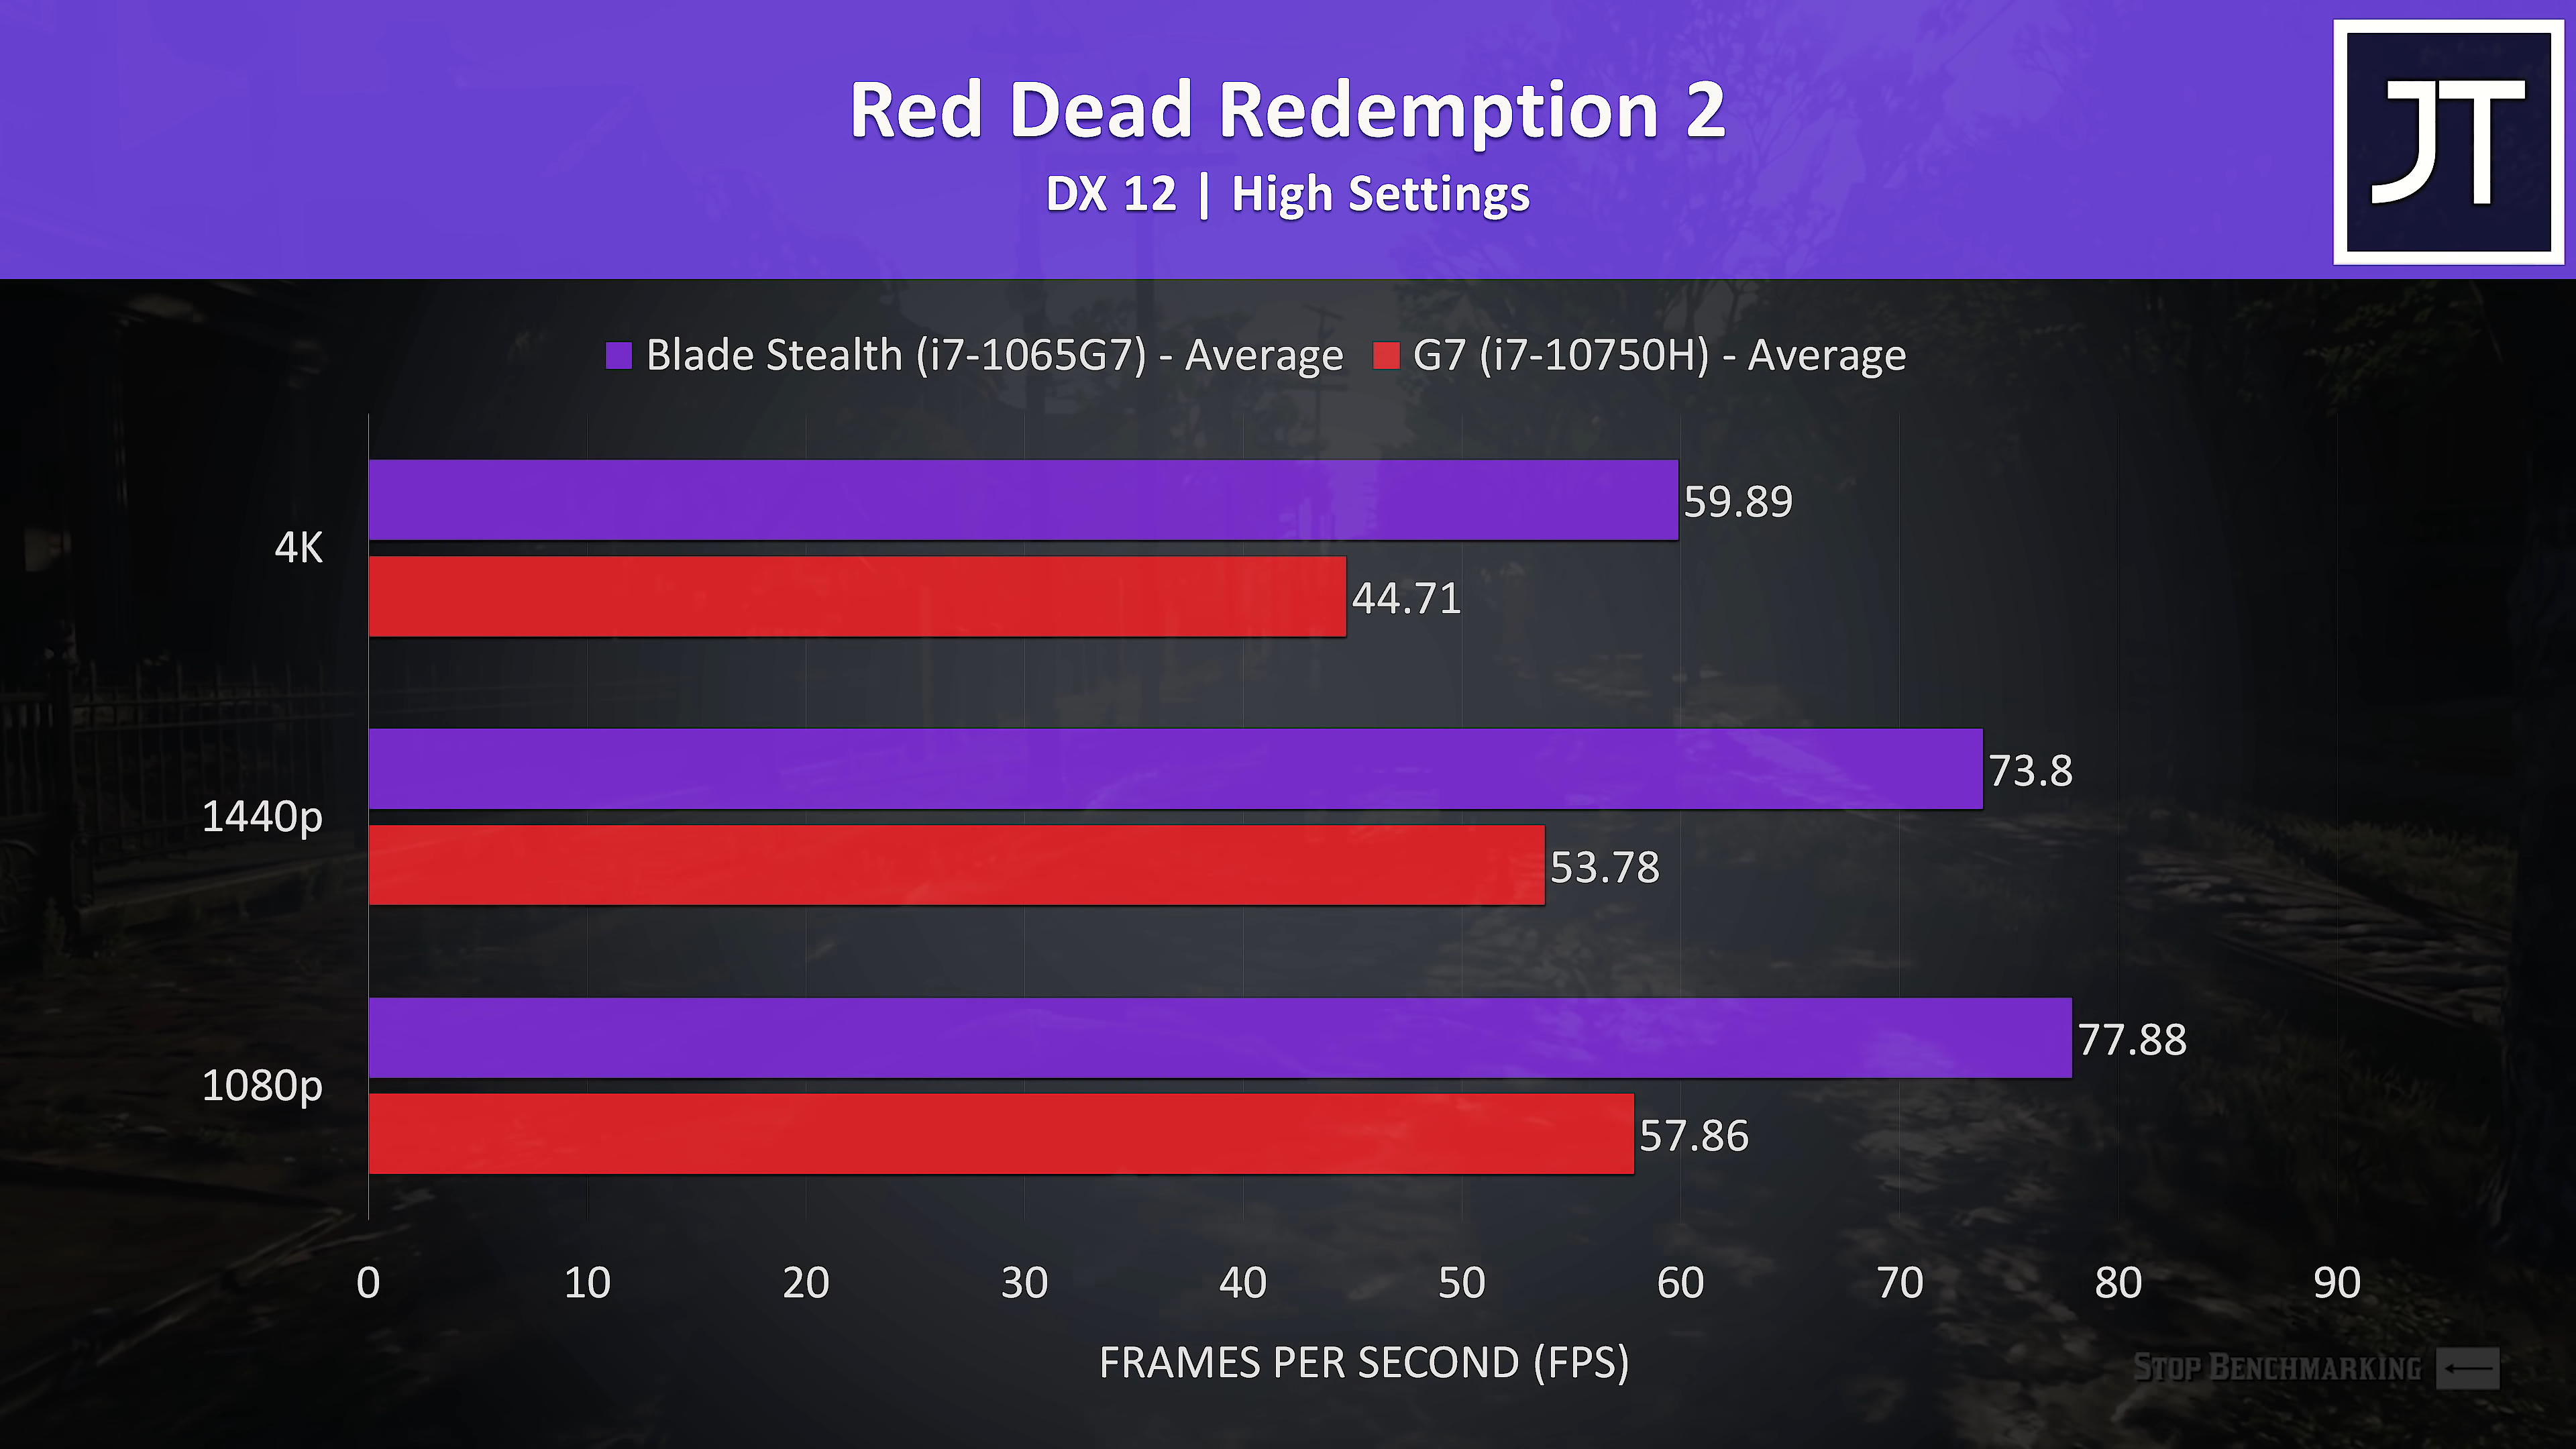 Red Dead Redemption 2
DX 12 | High Settings
JT
Blade Stealth (i7-1065G7) - Average
G7 (i7-10750H) - Average
4K
59.89
44.71
1440p
73.8
53.78
1080p
77.88
57.86
0 10 20 30 40 50 60 70 80 90
FRAMES PER SECOND (FPS)
STOP BENCHMARKING